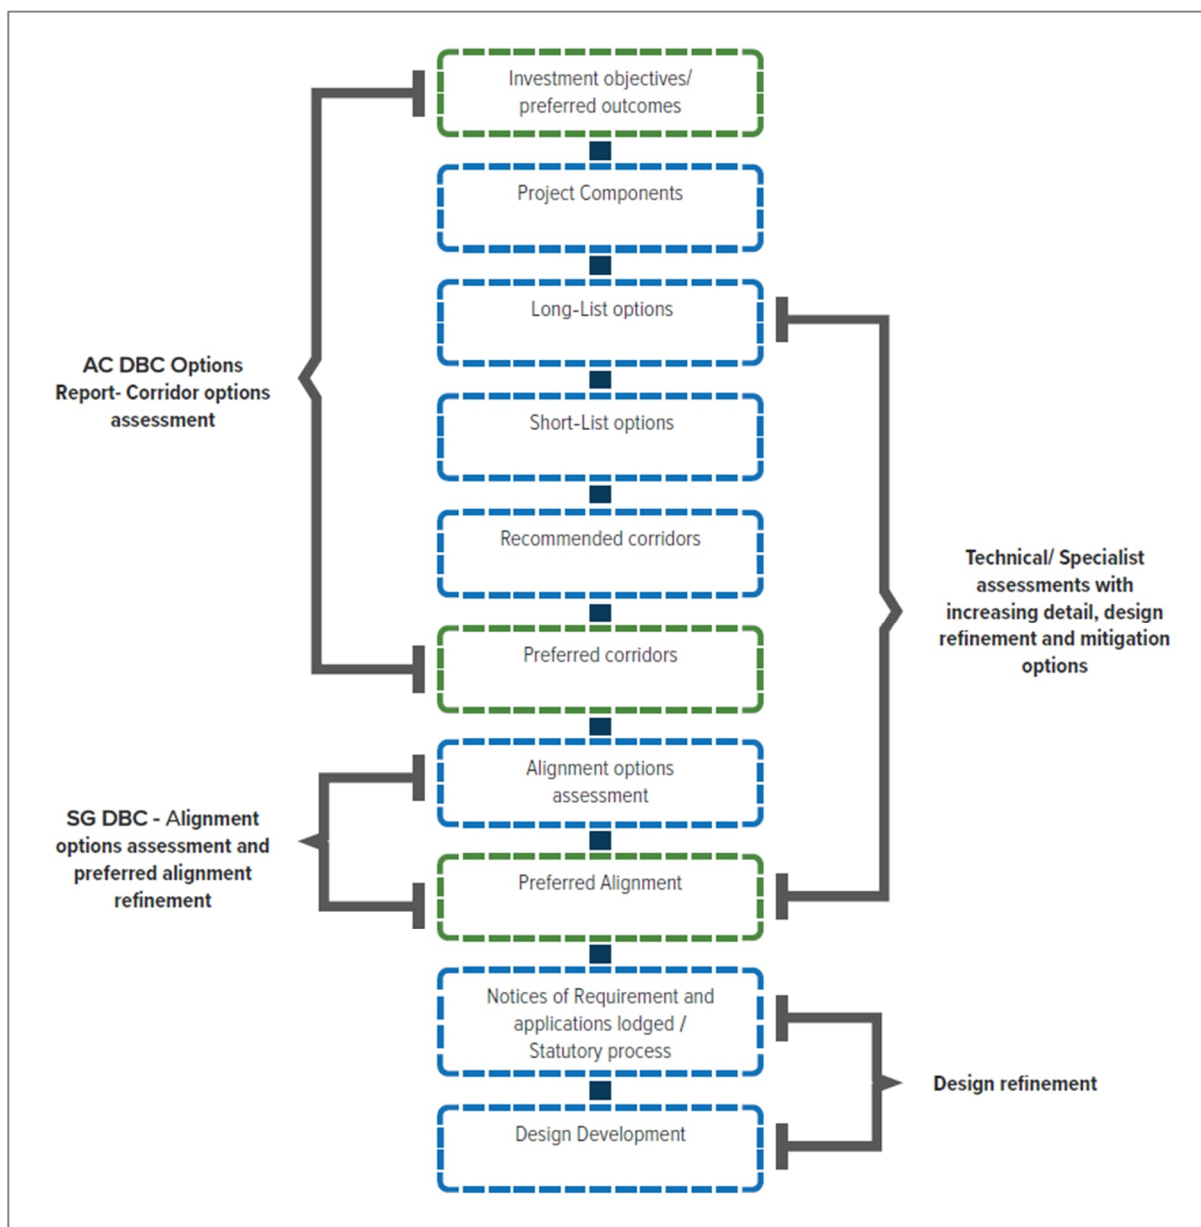 Investment objectives/
preferred outcomes
Project Components
Long-List options
AC DBC Options
Report- Corridor options
assessment
Short-List options
Recommended corridors
Technical/ Specialist
assessments with
increasing detail, design
refinement and mitigation
options
Preferred corridors
Alignment options
assessment
SG DBC - Alignment
options assessment and
preferred alignment
refinement
Preferred Alignment
Notices of Requirement and
applications lodged /
Statutory process
Design refinement
Design Development